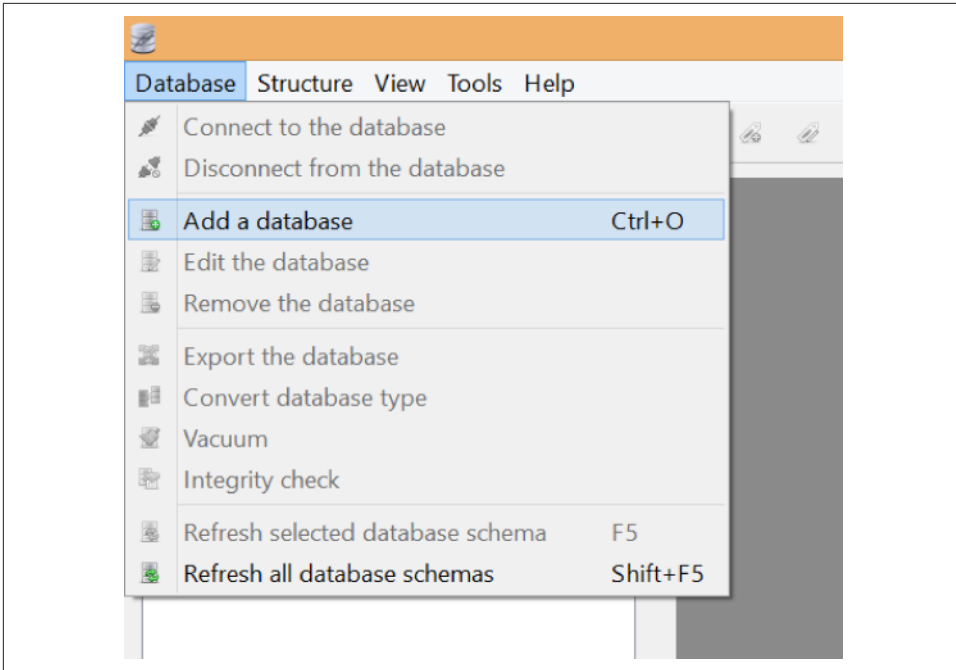 Database Structure View Tools Help
Connect to the database
Disconnect from the database
Add a database Ctrl+O
Edit the database
Remove the database
Export the database
Convert database type
Vacuum
Integrity check
Refresh selected database schema F5
Refresh all database schemas Shift+F5